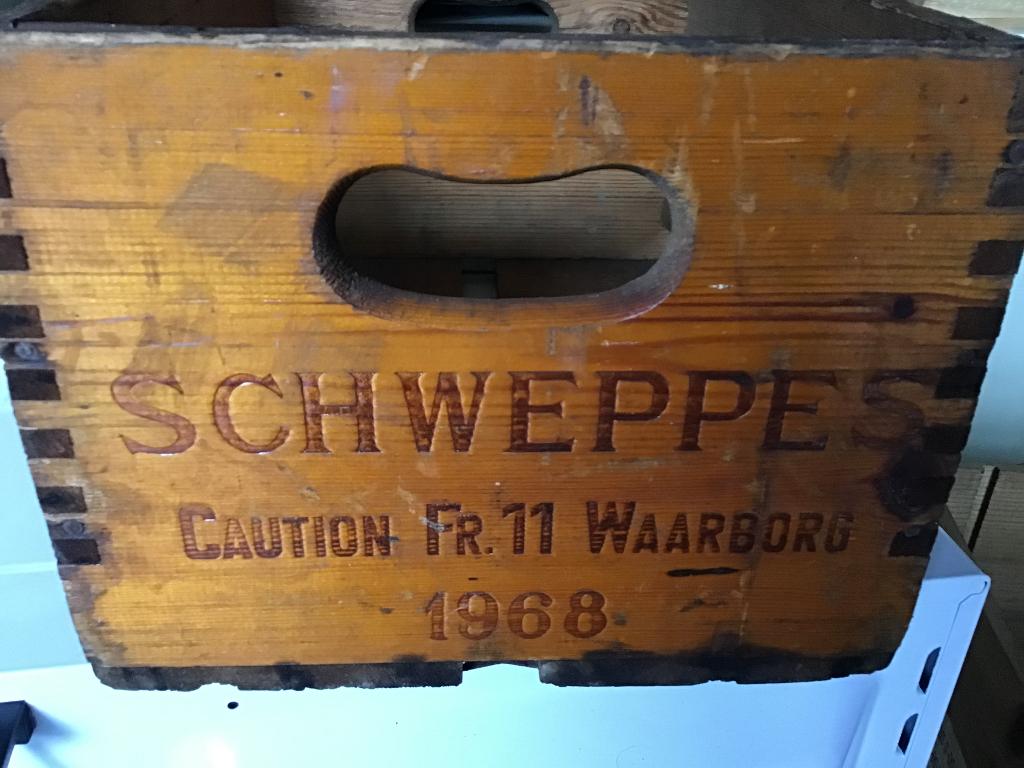 SCHWEPPES
CAUTION FR. 11 WAARBORG
1968